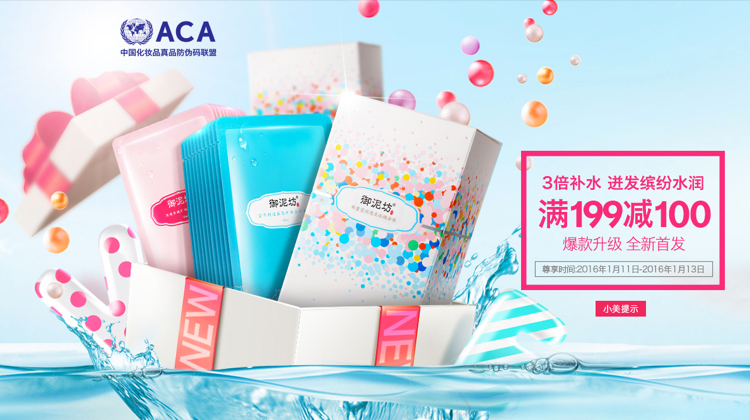 ACA
中国化妆品真品防伪码联盟
御泥坊
御泥坊
御泥坊
NEW
NEW
3倍补水 迸发缤纷水润
满199减100
爆款升级 全新首发
尊享时间:2016年1月11日-2016年1月13日
小美提示